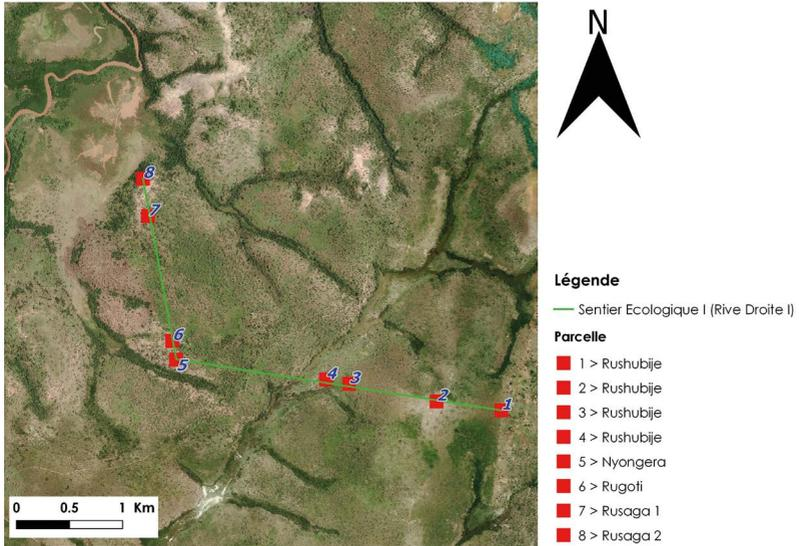 N
8
7
6
5
4
3
2
1
0 0.5 1 Km
Légende
Sentier Ecologique I (Rive Droite I)
Parcelle
1 > Rushubije
2 > Rushubije
3 > Rushubije
4 > Rushubije
5 > Nyongera
6 > Rugoti
7 > Rusaga 1
8 > Rusaga 2